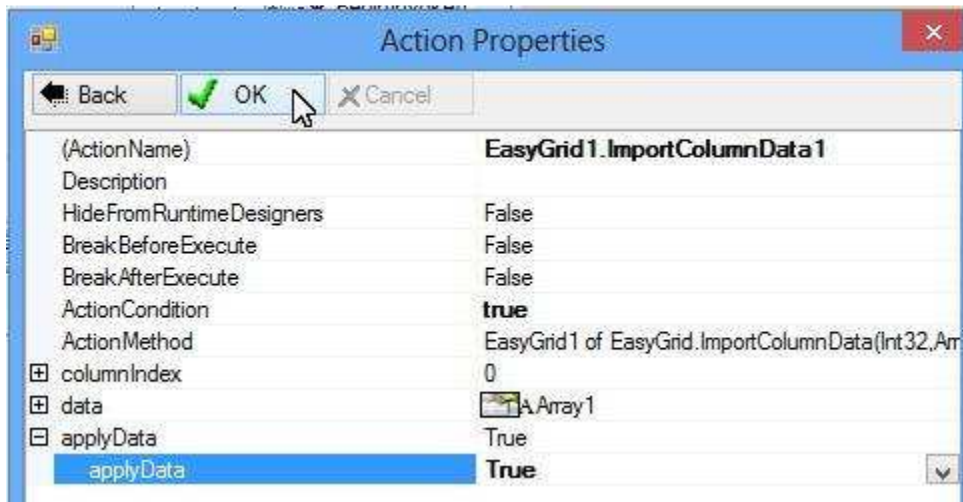 Action Properties
Back OK Cancel
(ActionName) EasyGrid1.ImportColumnData1
Description
HideFromRuntimeDesigners False
BreakBeforeExecute False
BreakAfterExecute False
ActionCondition true
ActionMethod EasyGrid1 of EasyGrid.ImportColumnData(Int32,Arr
columnIndex 0
data A.Array1
applyData True
applyData True